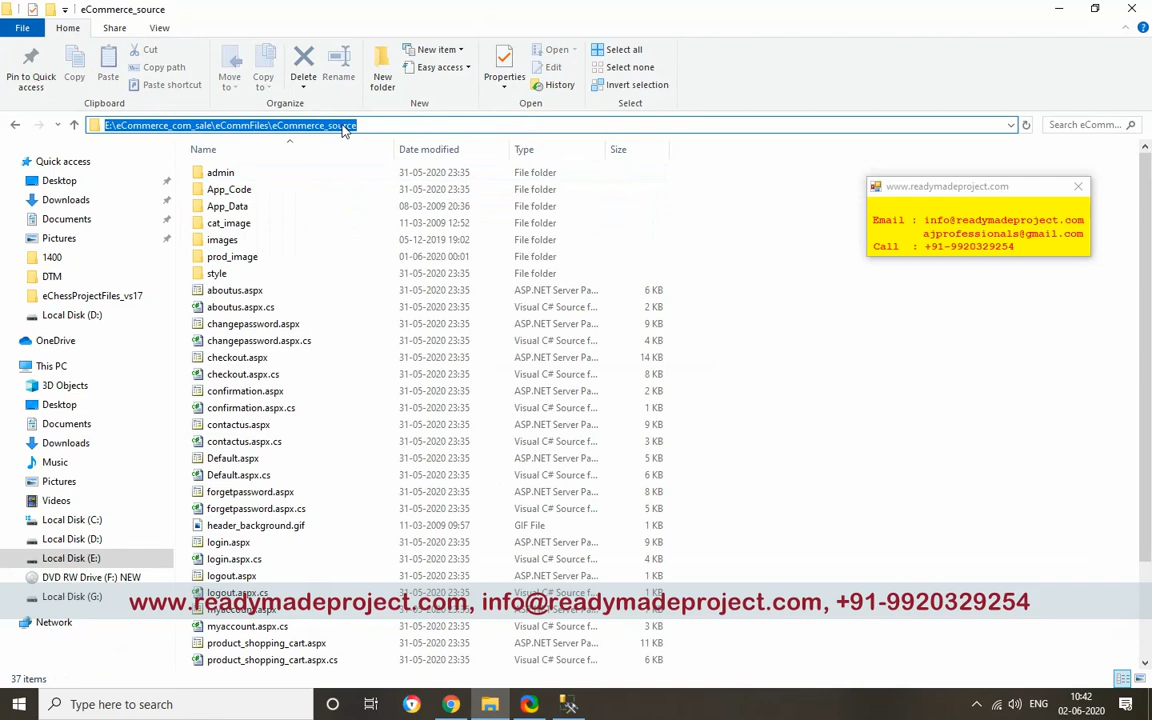 eCommerce_source
File Home Share View
Pin to Quick access Copy Paste Cut Copy path Paste shortcut Move to Copy to Delete Rename New folder New item Easy access Properties Open Edit History Select all Select none Invert selection
Clipboard Organize New Open Select
E:\eCommerce_com_sale\eCommFiles\eCommerce_source Search eComm...
Name Date modified Type Size
Quick access
Desktop
Downloads
Documents
Pictures
1400
DTM
eChessProjectFiles_vs17
Local Disk (D:)
OneDrive
This PC
3D Objects
Desktop
Documents
Downloads
Music
Pictures
Videos
Local Disk (C:)
Local Disk (D:)
Local Disk (E:)
DVD RW Drive (F:) NEW
Local Disk (G:)
Network
admin 31-05-2020 23:35 File folder
App_Code 31-05-2020 23:35 File folder
App_Data 08-03-2009 20:36 File folder
cat_image 11-03-2009 12:52 File folder
images 05-12-2019 19:02 File folder
prod_image 01-06-2020 00:01 File folder
style 31-05-2020 23:35 File folder
aboutus.aspx 31-05-2020 23:35 ASP.NET Server Pa... 6 KB
aboutus.aspx.cs 31-05-2020 23:35 Visual C# Source f... 2 KB
changepassword.aspx 31-05-2020 23:35 ASP.NET Server Pa... 9 KB
changepassword.aspx.cs 31-05-2020 23:35 Visual C# Source f... 4 KB
checkout.aspx 31-05-2020 23:35 ASP.NET Server Pa... 14 KB
checkout.aspx.cs 31-05-2020 23:35 Visual C# Source f... 8 KB
confirmation.aspx 31-05-2020 23:35 ASP.NET Server Pa... 2 KB
confirmation.aspx.cs 31-05-2020 23:35 Visual C# Source f... 1 KB
contactus.aspx 31-05-2020 23:35 ASP.NET Server Pa... 9 KB
contactus.aspx.cs 31-05-2020 23:35 Visual C# Source f... 3 KB
Default.aspx 31-05-2020 23:35 ASP.NET Server Pa... 5 KB
Default.aspx.cs 31-05-2020 23:35 Visual C# Source f... 6 KB
forgetpassword.aspx 31-05-2020 23:35 ASP.NET Server Pa... 8 KB
forgetpassword.aspx.cs 31-05-2020 23:35 Visual C# Source f... 9 KB
header_background.gif 11-03-2009 09:57 GIF File 1 KB
login.aspx 31-05-2020 23:35 ASP.NET Server Pa... 9 KB
login.aspx.cs 31-05-2020 23:35 Visual C# Source f... 4 KB
logout.aspx 31-05-2020 23:35 ASP.NET Server Pa... 1 KB
logout.aspx.cs 31-05-2020 23:35 Visual C# Source f... 1 KB
myaccount.aspx
myaccount.aspx.cs 31-05-2020 23:35 Visual C# Source f... 3 KB
product_shopping_cart.aspx 31-05-2020 23:35 ASP.NET Server Pa... 11 KB
product_shopping_cart.aspx.cs 31-05-2020 23:35 Visual C# Source f... 6 KB
www.readymadeproject.com
Email : info@readymadeproject.com
ajprofessionals@gmail.com
Call : +91-9920329254
www.readymadeproject.com, info@readymadeproject.com, +91-9920329254
37 items
Type here to search ENG 10:42
02-06-2020